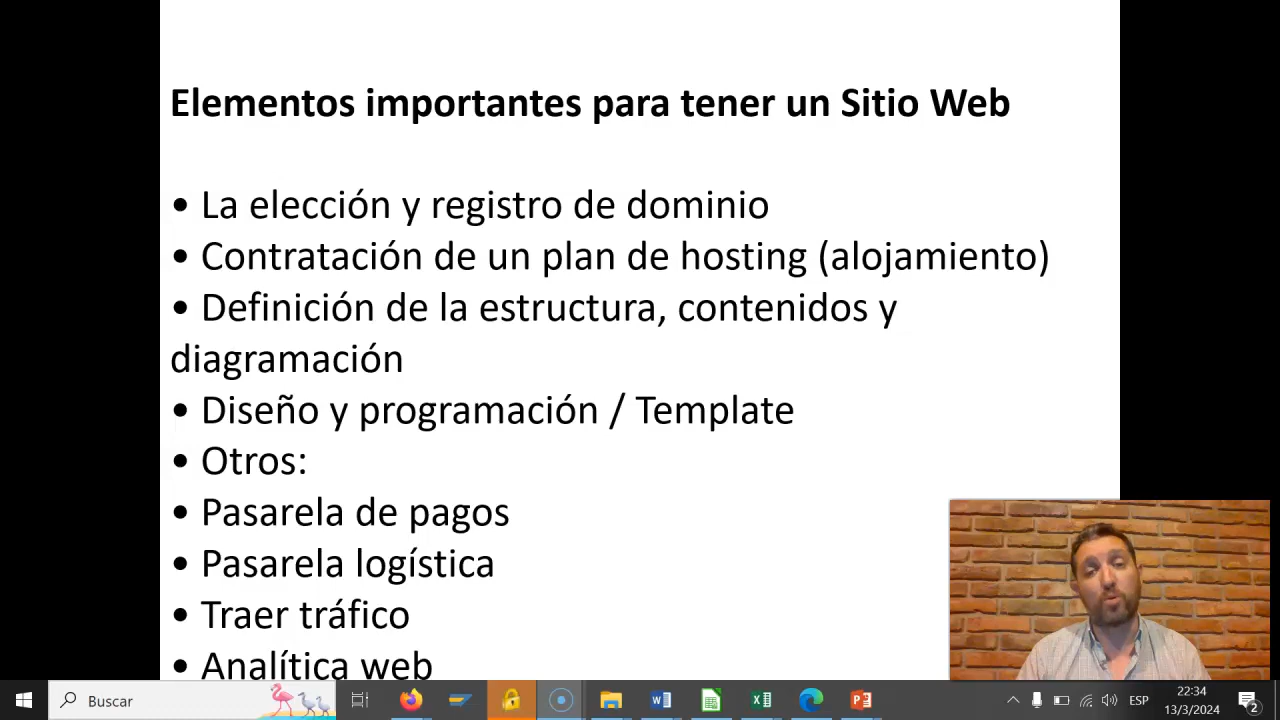 Elementos importantes para tener un Sitio Web
• La elección y registro de dominio
• Contratación de un plan de hosting (alojamiento)
• Definición de la estructura, contenidos y
diagramación
• Diseño y programación / Template
• Otros:
• Pasarela de pagos
• Pasarela logística
• Traer tráfico
• Analítica web
Buscar
ESP
22:34
13/3/2024
2